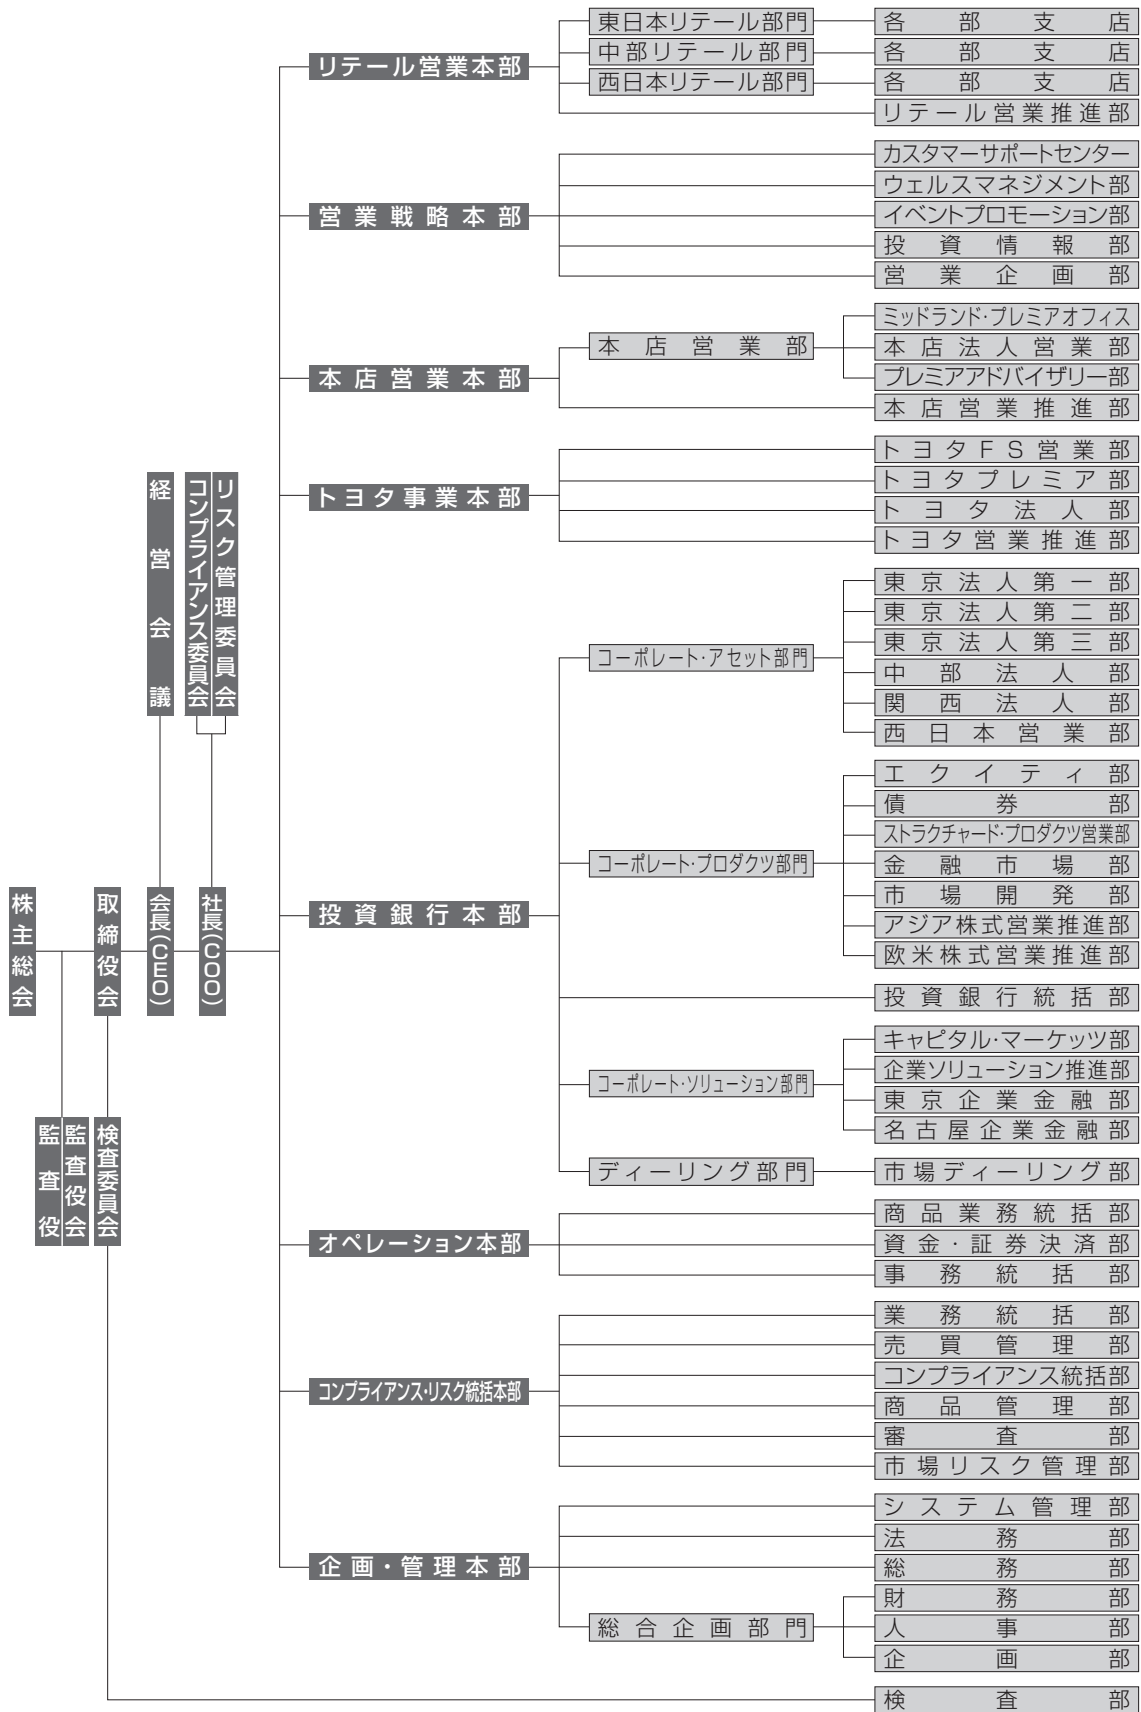 株主総会
監査役
監査役会
取締役会
検査委員会
会長(CEO)
経営会議
社長(COO)
コンプライアンス委員会
リスク管理委員会
リテール営業本部
東日本リテール部門
各部支店
中部リテール部門
各部支店
西日本リテール部門
各部支店
リテール営業推進部
営業戦略本部
カスタマーサポートセンター
ウェルスマネジメント部
イベントプロモーション部
投資情報部
営業企画部
本店営業本部
本店営業部
ミッドランド・プレミアオフィス
本店法人営業部
プレミアアドバイザリー部
本店営業推進部
トヨタ事業本部
トヨタFS営業部
トヨタプレミア部
トヨタ法人部
トヨタ営業推進部
投資銀行本部
コーポレート・アセット部門
東京法人第一部
東京法人第二部
東京法人第三部
中部法人部
関西法人部
西日本営業部
コーポレート・プロダクツ部門
エクイティ部
債券部
ストラクチャード・プロダクツ営業部
金融市場部
市場開発部
アジア株式営業推進部
欧米株式営業推進部
投資銀行統括部
コーポレート・ソリューション部門
キャピタル・マーケッツ部
企業ソリューション推進部
東京企業金融部
名古屋企業金融部
ディーリング部門
市場ディーリング部
オペレーション本部
商品業務統括部
資金・証券決済部
事務統括部
コンプライアンス・リスク統括本部
業務統括部
売買管理部
コンプライアンス統括部
商品管理部
審査部
市場リスク管理部
企画・管理本部
システム管理部
法務部
総務部
総合企画部門
財務部
人事部
企画部
検査部